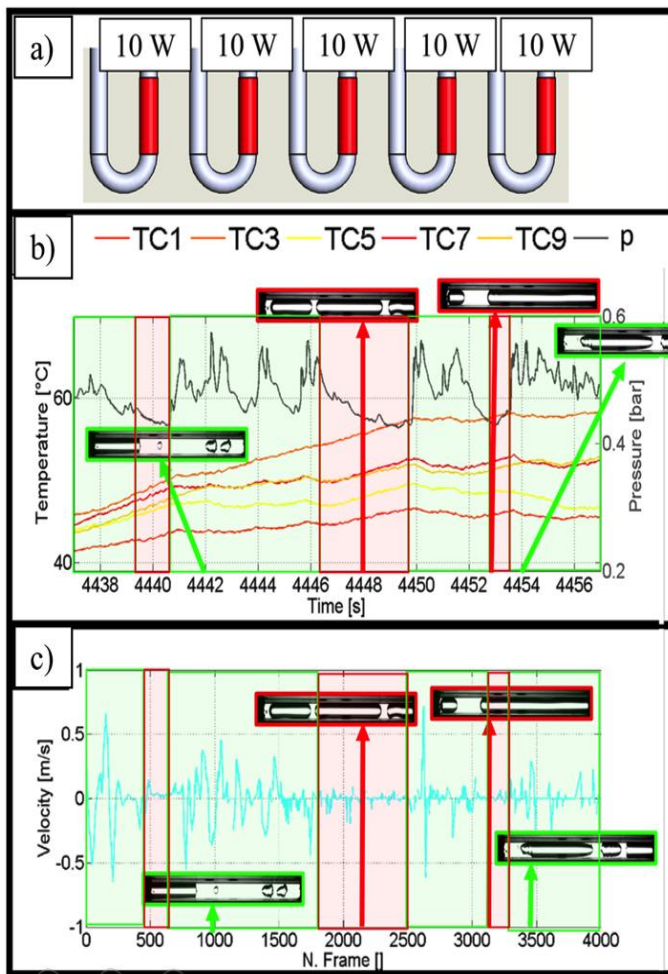 a)
10 W 10 W 10 W 10 W 10 W
b)
TC1 TC3 TC5 TC7 TC9 p
0.6
60
0.4
40
0.2
Temperature [°C]
Pressure [bar]
4438 4440 4442 4444 4446 4448 4450 4452 4454 4456
Time [s]
c)
1
0.5
0
-0.5
-1
Velocity [m/s]
0 500 1000 1500 2000 2500 3000 3500 4000
N. Frame []